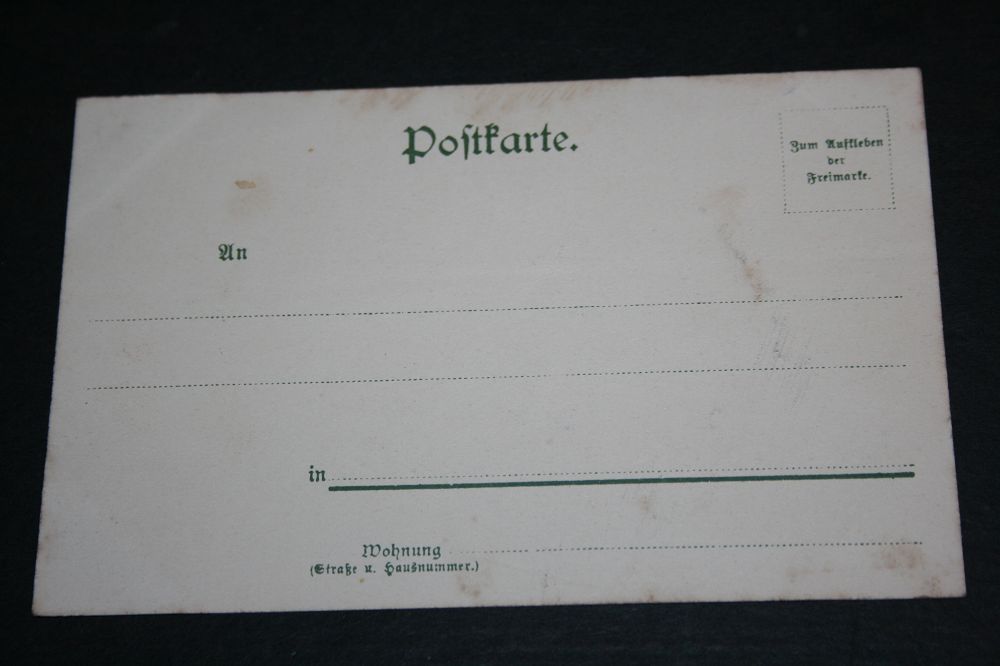 Poſtkarte.
Zum Aufkleben
der
Freimarke.
An
in
Wohnung
(Straße u. Hausnummer.)